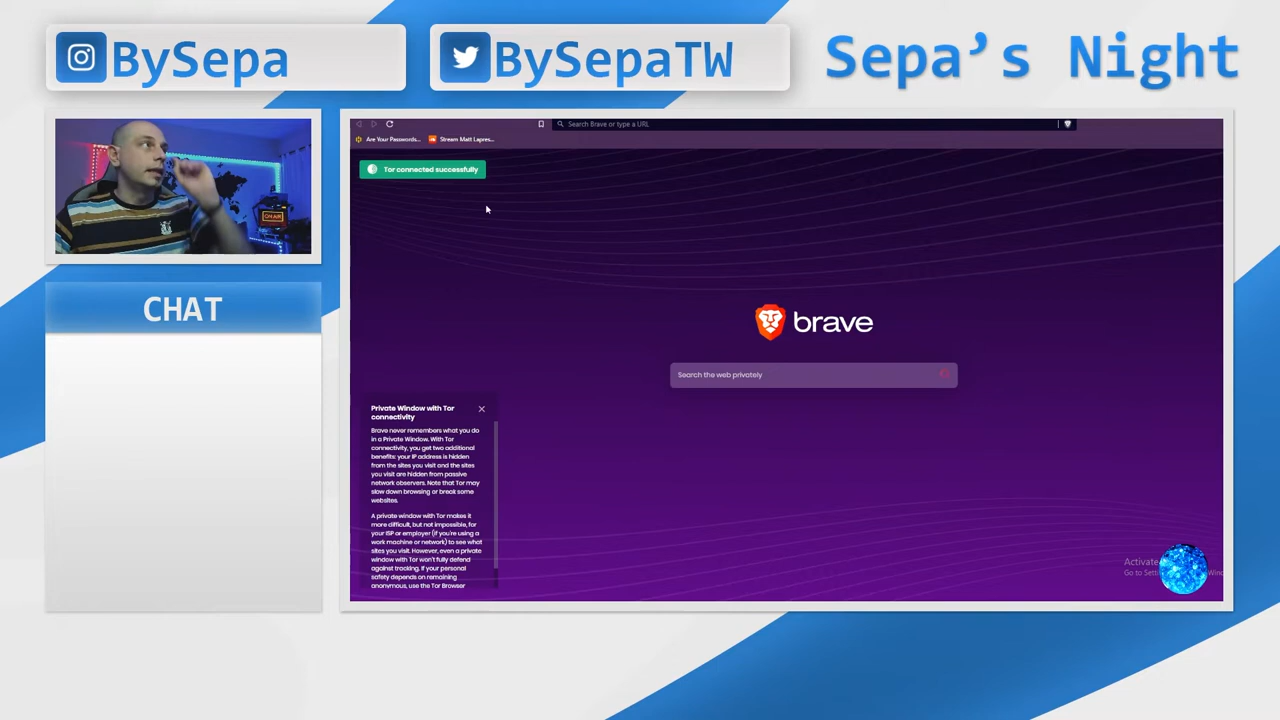 BySepa
BySepaTW
Sepa's Night
Search Brave or type a URL
Are Your Passwords...
Stream Matt Lapres...
Tor connected successfully
ON AIR
CHAT
brave
Search the web privately
Private Window with Tor
connectivity
Brave never remembers what you do
in a Private Window. With Tor
connectivity, you get two additional
benefits: your IP address is hidden
from the sites you visit and the sites
you visit are hidden from passive
network observers. Note that Tor may
slow down browsing or break some
websites.
A private window with Tor makes it
more difficult, but not impossible, for
your ISP or employer (if you're using a
work machine or network) to see what
sites you visit. However, even a private
window with Tor won't fully defend
against tracking. If your personal
safety depends on remaining
anonymous, use the Tor Browser
Activate
Go to